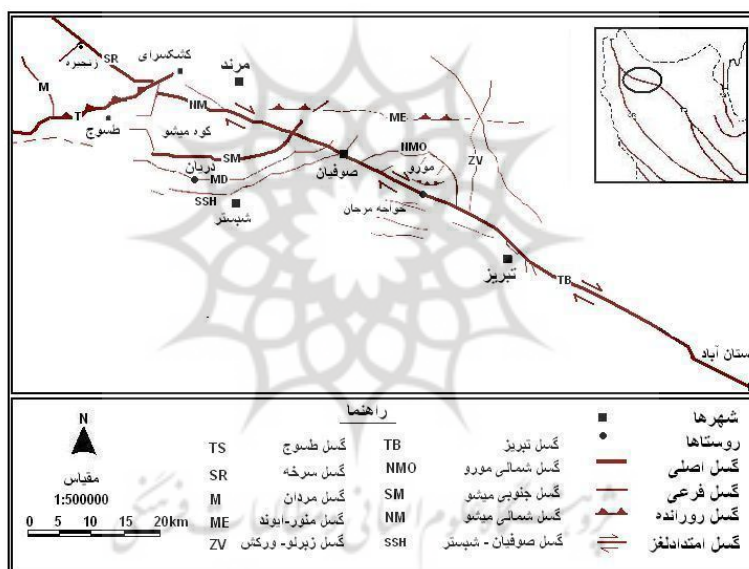 SR
زنجیره
کشکسرای
مرند
M
NM
T
طسوج
کوه میشو
ME
SM
صوفیان
NMO
مورو
ZV
دریان
MD
SSH
شبستر
خواجه مرجان
تبریز
TB
ستان آباد
راهنما
N
مقیاس
1:500000
0 5 10 15 20km
TS گسل طسوج
SR گسل سرخه
M گسل مردان
ME گسل منور-ایوند
ZV گسل زیرلو- ورکش
TB گسل تبریز
NMO گسل شمالی مورو
SM گسل جنوبی میشو
NM گسل شمالی میشو
SSH گسل صوفیان - شبستر
شهرها
روستاها
گسل اصلی
گسل فرعی
گسل رورانده
گسل امتدادلغز